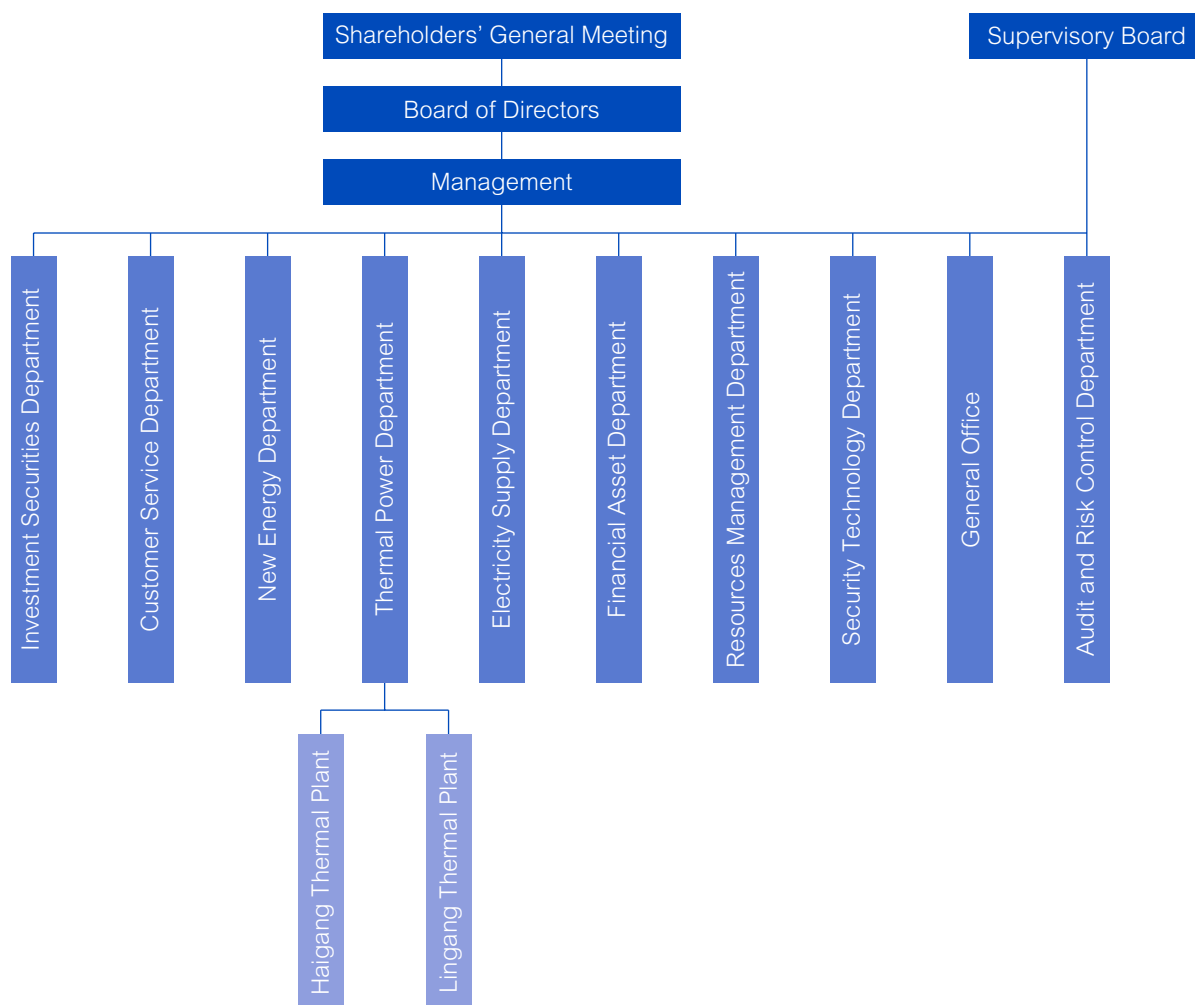 Shareholders’ General Meeting
Supervisory Board
Board of Directors
Management
Investment Securities Department
Customer Service Department
New Energy Department
Thermal Power Department
Electricity Supply Department
Financial Asset Department
Resources Management Department
Security Technology Department
General Office
Audit and Risk Control Department
Haigang Thermal Plant
Lingang Thermal Plant